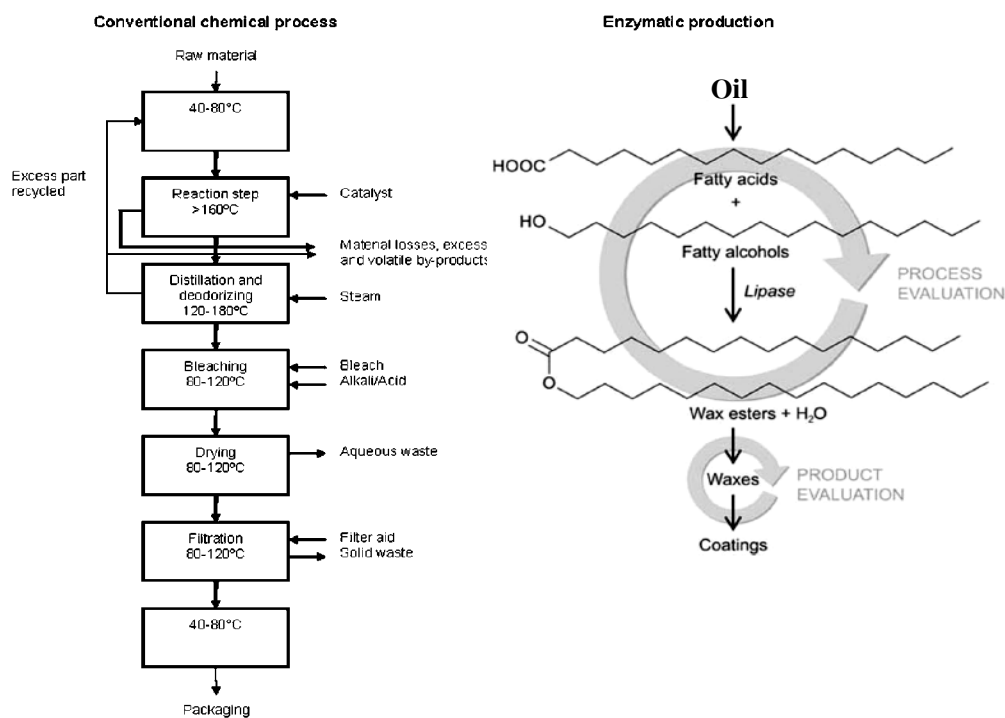 Conventional chemical process
Raw material
40-80°C
Excess part
recycled
Reaction step
>160ºC
Catalyst
Material losses, excess
and volatile by-products
Distillation and
deodorizing
120-180°C
Steam
Bleaching
80-120°C
Bleach
Alkali/Acid
Drying
80-120ºC
Aqueous waste
Filtration
80-120°C
Filter aid
Solid waste
40-80°C
Packaging
Enzymatic production
Oil
HOOC
Fatty acids
+
HO
Fatty alcohols
Lipase
PROCESS
EVALUATION
O
O
Wax esters + H₂O
Waxes
PRODUCT
EVALUATION
Coatings